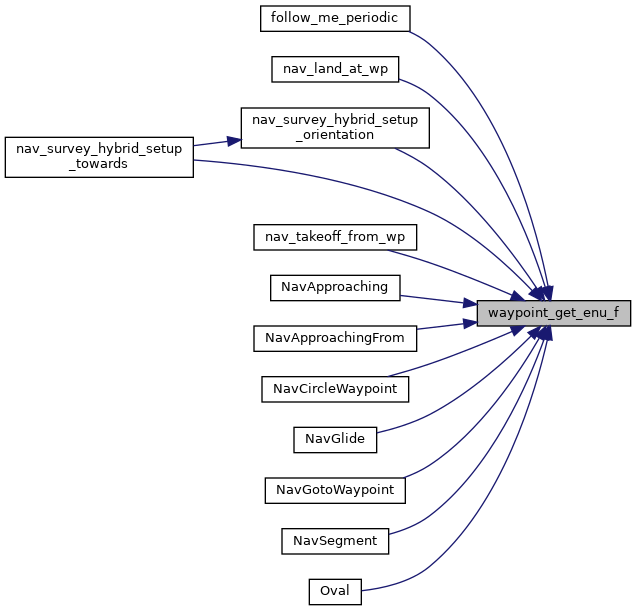 follow_me_periodic
nav_land_at_wp
nav_survey_hybrid_setup
_orientation
nav_survey_hybrid_setup
_towards
nav_takeoff_from_wp
NavApproaching
waypoint_get_enu_f
NavApproachingFrom
NavCircleWaypoint
NavGlide
NavGotoWaypoint
NavSegment
Oval